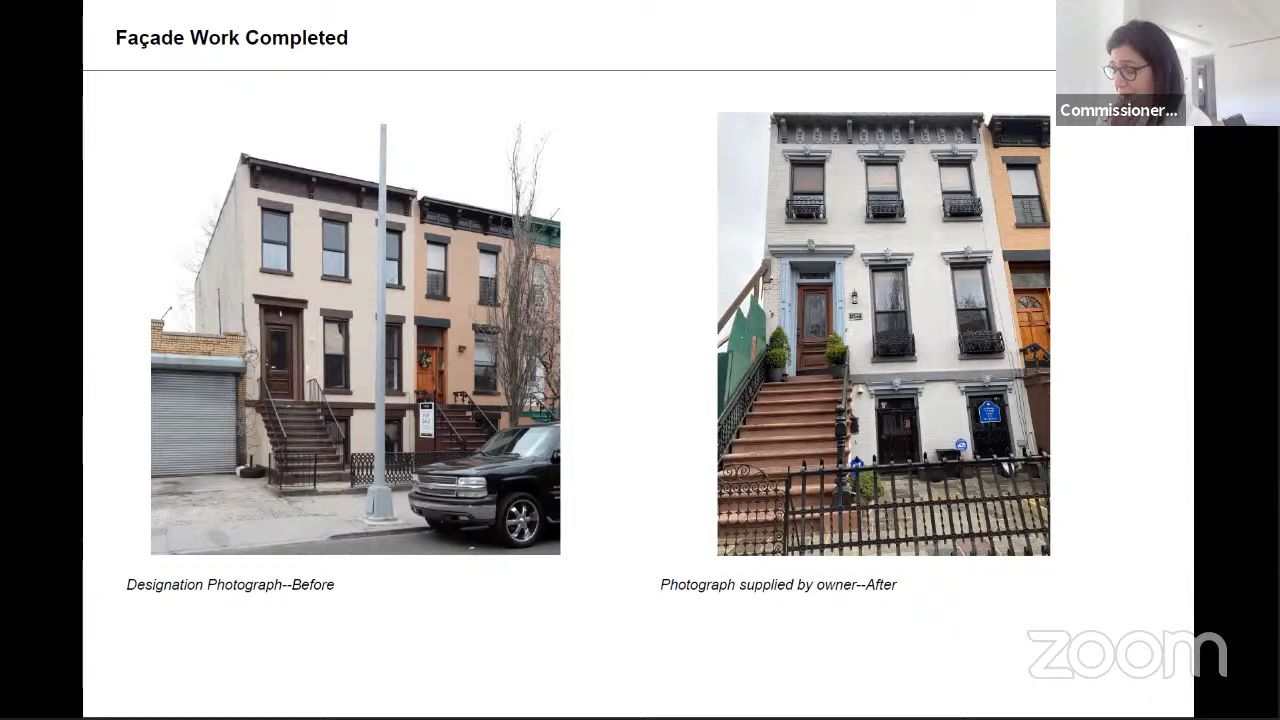 Façade Work Completed
Commissioner...
Designation Photograph--Before
Photograph supplied by owner--After
zoom